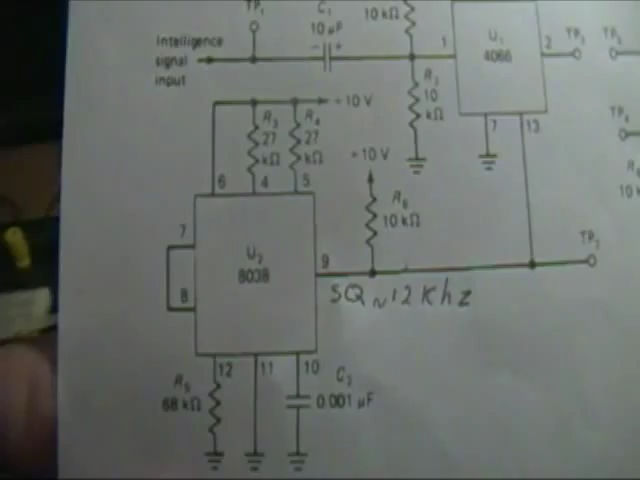 TP1
C1
10 µF
10 kΩ
Intelligence
signal
input
- +
1
U1
4066
2
TP3
R2
10
kΩ
7
13
- 10 V
R3
27
kΩ
R4
27
kΩ
- 10 V
6
4
5
R6
10 kΩ
7
U2
8038
9
TP2
8
SQ ~ 12 Khz
12
11
10
R5
68 kΩ
C2
0.001 µF
10 k